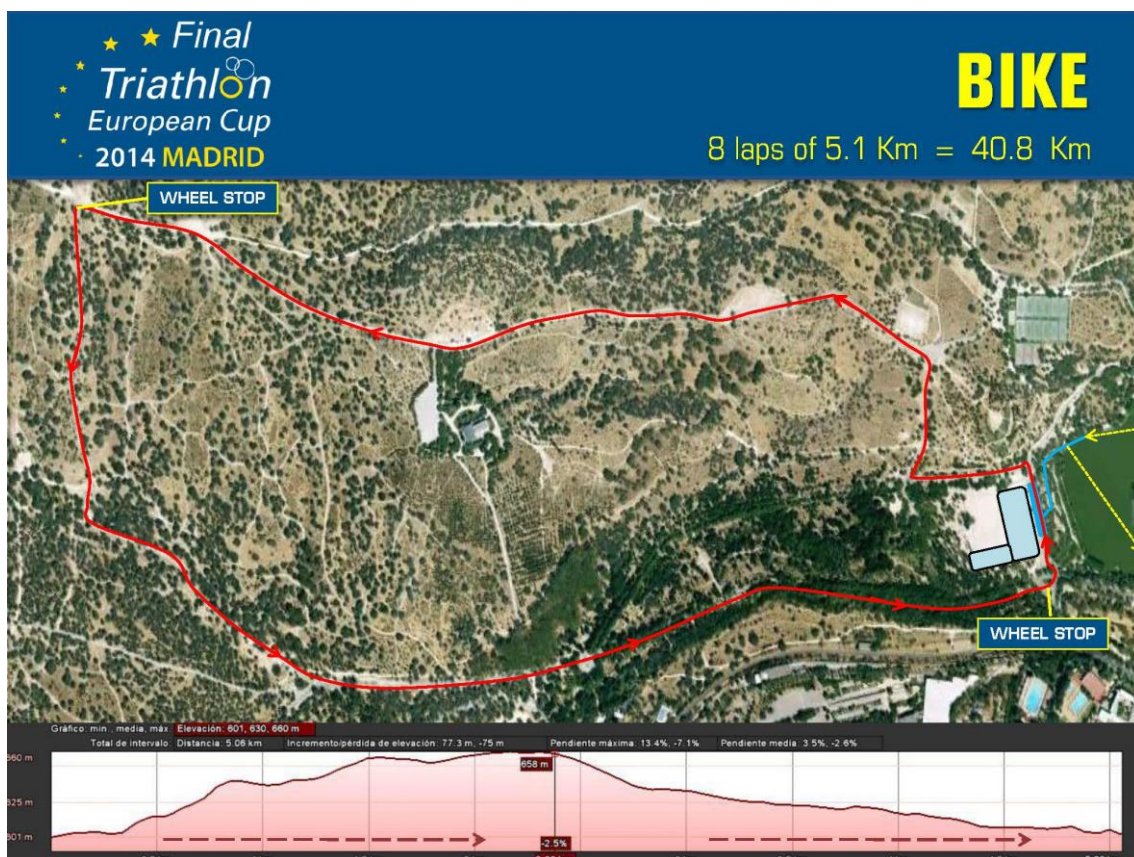 Final
Triathlon
European Cup
2014 MADRID
BIKE
8 laps of 5.1 Km = 40.8 Km
WHEEL STOP
WHEEL STOP
Gráfico: min., media, máx. Elevación: 601, 630, 660 m
Total de intervalo: Distancia: 5.06 km Incremento/pérdida de elevación: 77.3 m, -75 m Pendiente máxima: 13.4%, -7.1% Pendiente media: 3.5%, -2.6%
658 m
625 m
601 m
-2.5%